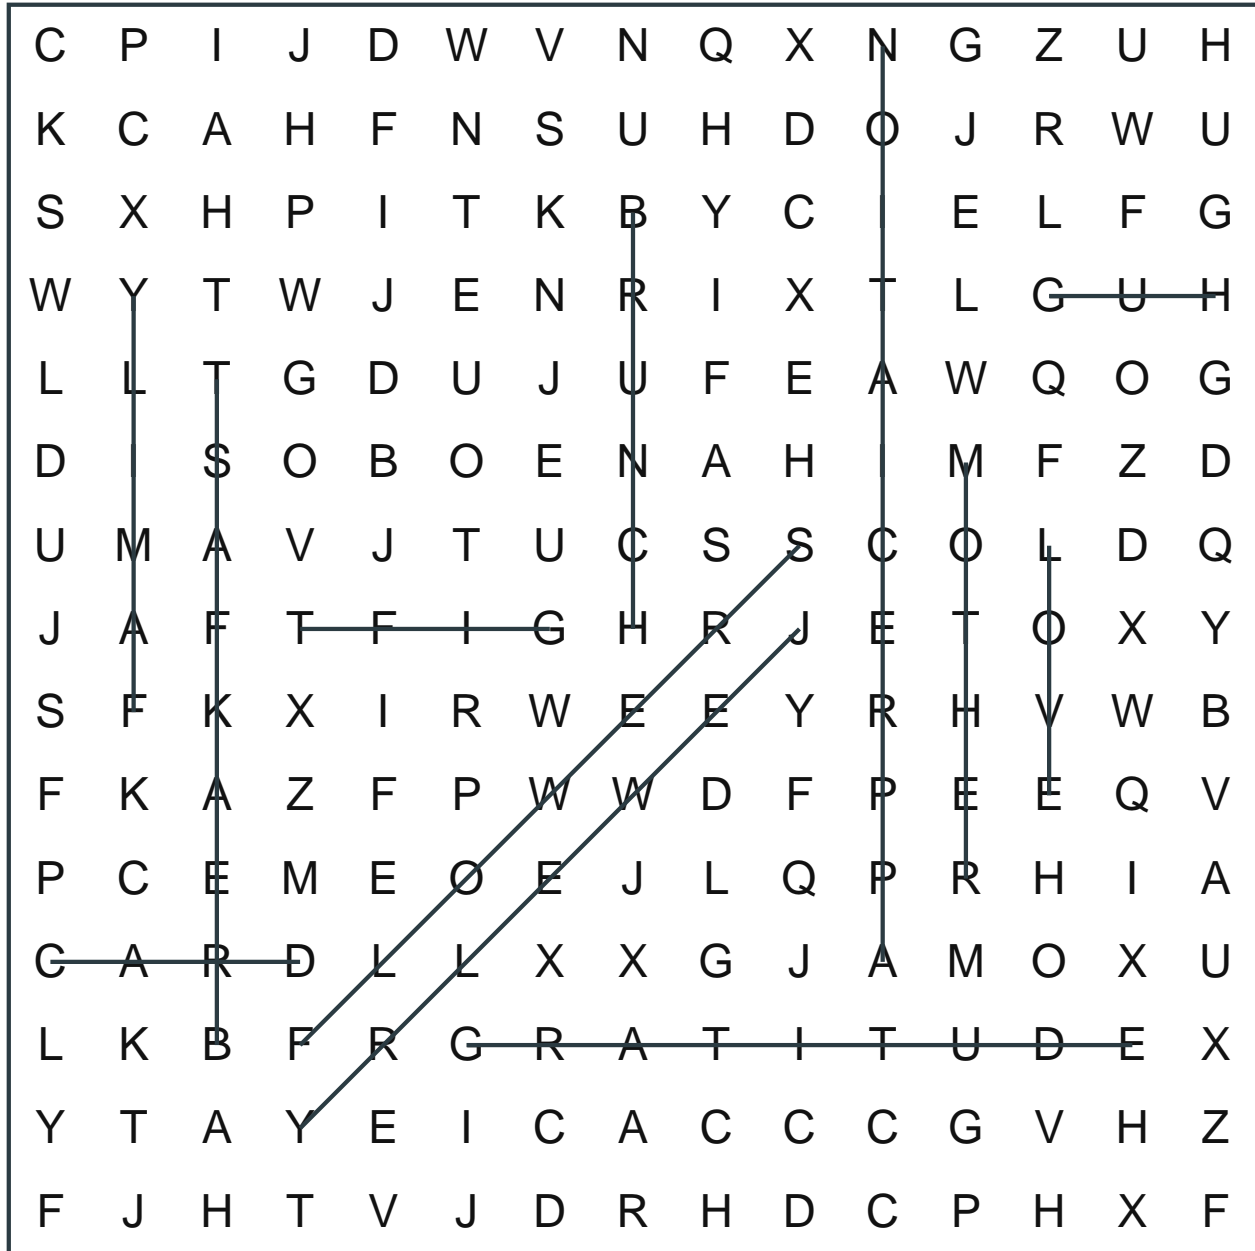 C P I J D W V N Q X N G Z U H
K C A H F N S U H D O J R W U
S X H P I T K B Y C I E L F G
W Y T W J E N R I X T L G U H
L L T G D U J U F E A W Q O G
D I S O B O E N A H I M F Z D
U M A V J T U C S S C O L D Q
J A F T F I G H R J E T O X Y
S F K X I R W E E Y R H V W B
F K A Z F P W W D F P E E Q V
P C E M E O E J L Q P R H I A
C A R D L L X X G J A M O X U
L K B F R G R A T I T U D E X
Y T A Y E I C A C C C G V H Z
F J H T V J D R H D C P H X F